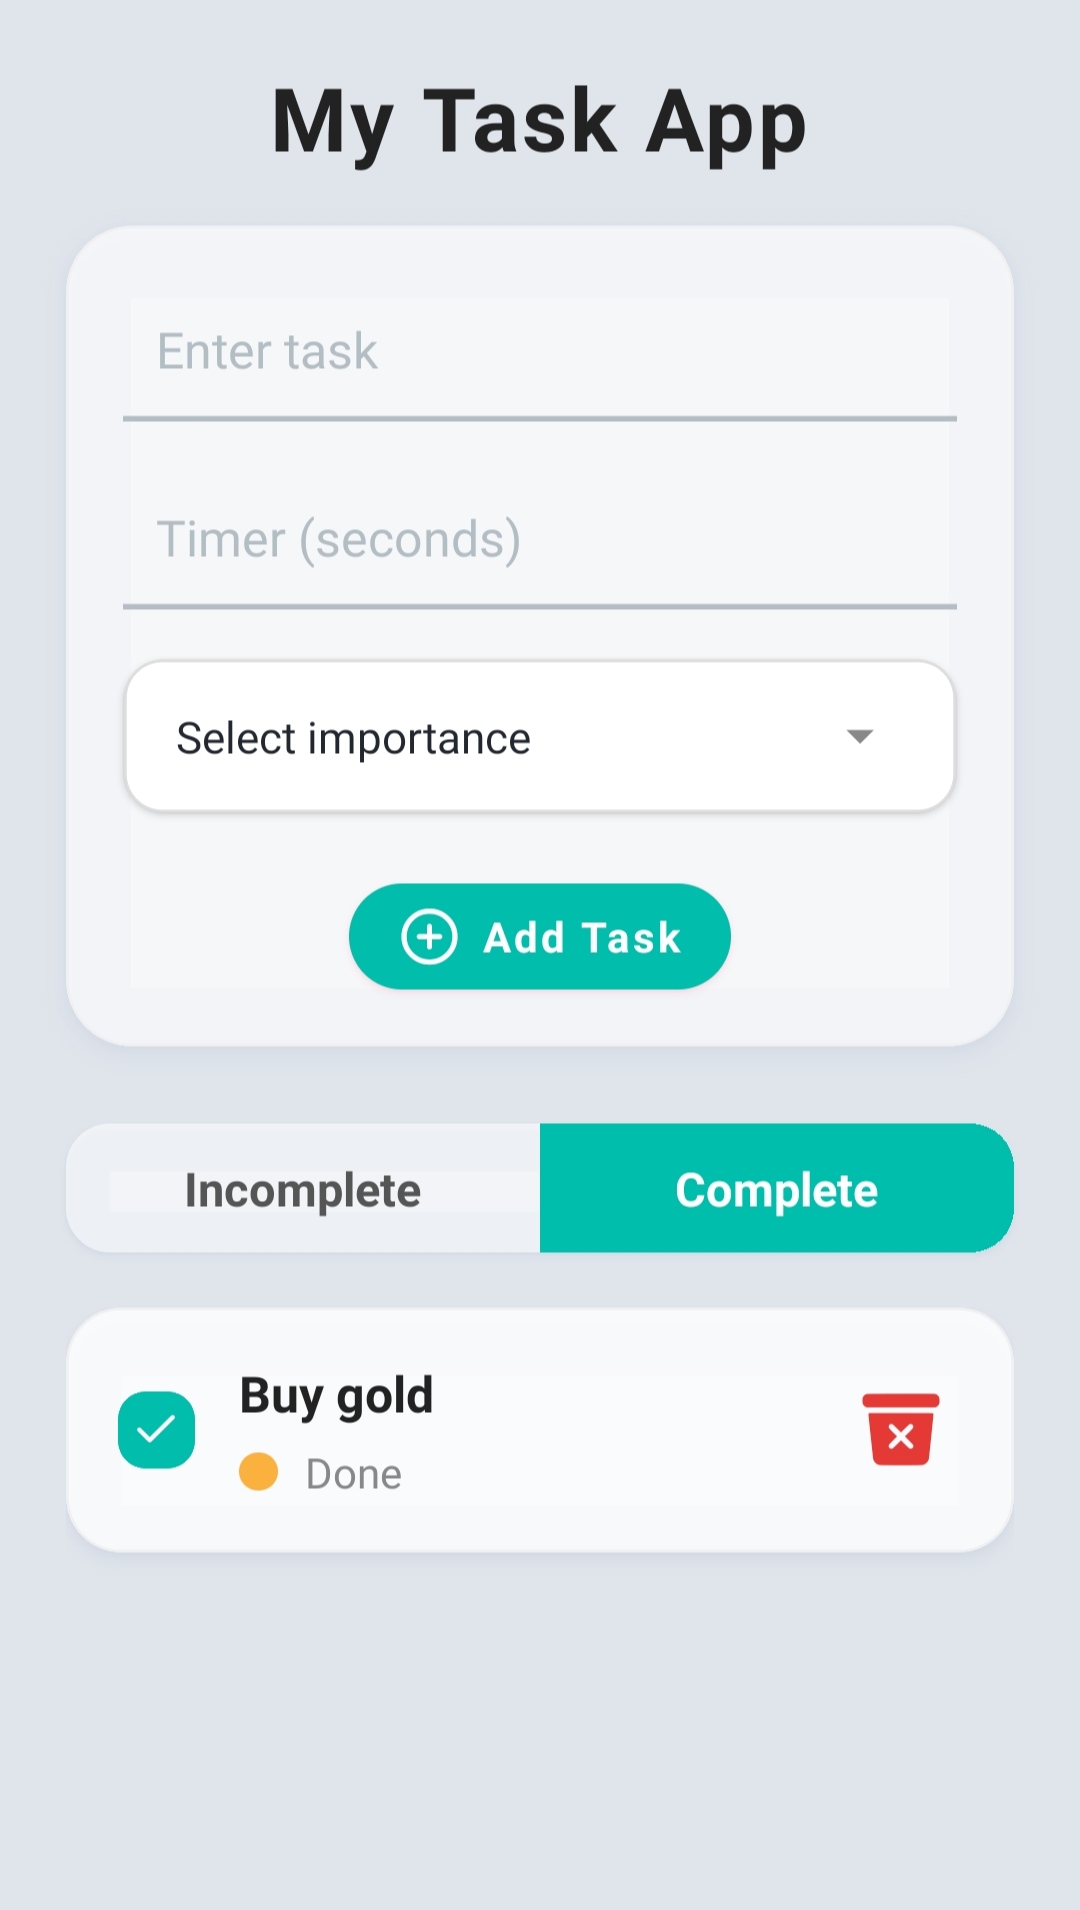 My Task App
Enter task
Timer (seconds)
Select importance
Add Task
Incomplete
Complete
Buy gold
Done